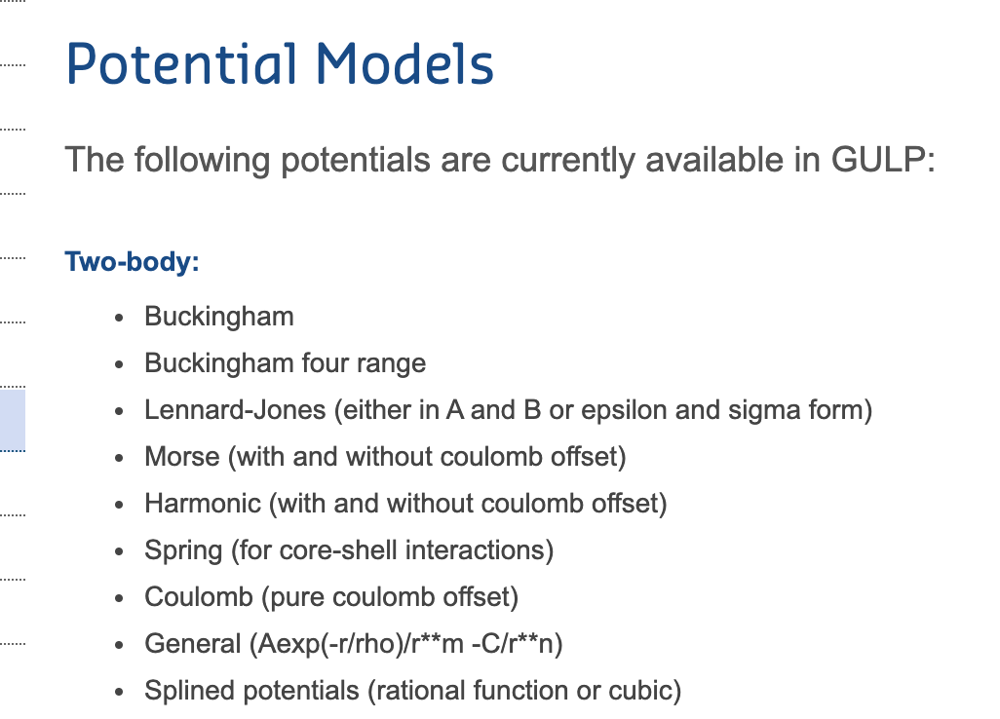 Potential Models
The following potentials are currently available in GULP:
Two-body:
• Buckingham
• Buckingham four range
• Lennard-Jones (either in A and B or epsilon and sigma form)
• Morse (with and without coulomb offset)
• Harmonic (with and without coulomb offset)
• Spring (for core-shell interactions)
• Coulomb (pure coulomb offset)
• General (Aexp(-r/rho)/r**m -C/r**n)
• Splined potentials (rational function or cubic)